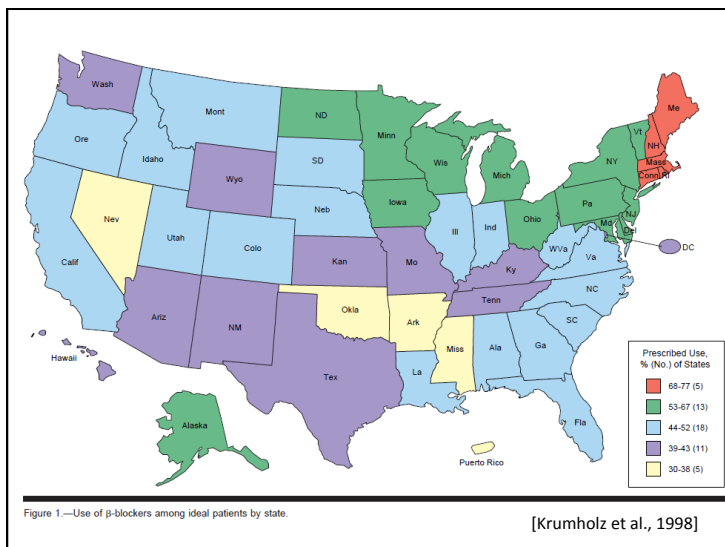 Wash
Me
Mont
ND
Vt
Minn
NH
Ore
Idaho
SD
Wis
NY
Mass
Mich
Conn
RI
Wyo
Iowa
Pa
Neb
Ohio
NJ
Nev
Md
Ill
Ind
Del
Utah
DC
Colo
WVa
Calif
Va
Kan
Mo
Ky
NC
Tenn
Ariz
NM
Okla
Ark
SC
Miss
Ala
Ga
Hawaii
Tex
La
Fla
Alaska
Puerto Rico
Prescribed Use,
% (No.) of States
68-77 (5)
53-67 (13)
44-52 (18)
39-43 (11)
30-38 (5)
Figure 1.—Use of β-blockers among ideal patients by state.
[Krumholz et al., 1998]